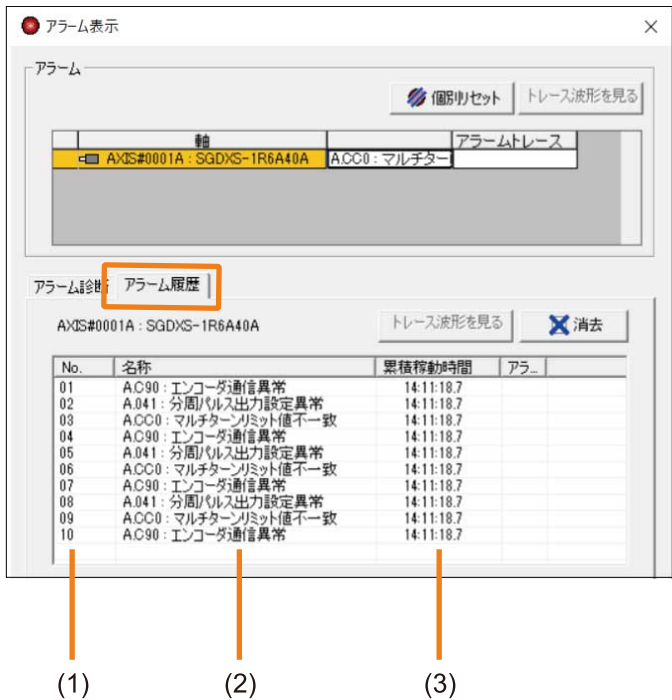 アラーム表示
アラーム
個別リセット トレース波形を見る
軸 アラームトレース
AXIS#0001A : SGDXS-1R6A40A A.CC0 : マルチター
アラーム診断 アラーム履歴
AXIS#0001A : SGDXS-1R6A40A トレース波形を見る 消去
No. 名称 累積稼動時間 アラ...
01 A.C90 : エンコーダ通信異常 14:11:18.7
02 A.041 : 分周パルス出力設定異常 14:11:18.7
03 A.CC0 : マルチターンリミット値不一致 14:11:18.7
04 A.C90 : エンコーダ通信異常 14:11:18.7
05 A.041 : 分周パルス出力設定異常 14:11:18.7
06 A.CC0 : マルチターンリミット値不一致 14:11:18.7
07 A.C90 : エンコーダ通信異常 14:11:18.7
08 A.041 : 分周パルス出力設定異常 14:11:18.7
09 A.CC0 : マルチターンリミット値不一致 14:11:18.7
10 A.C90 : エンコーダ通信異常 14:11:18.7
(1) (2) (3)